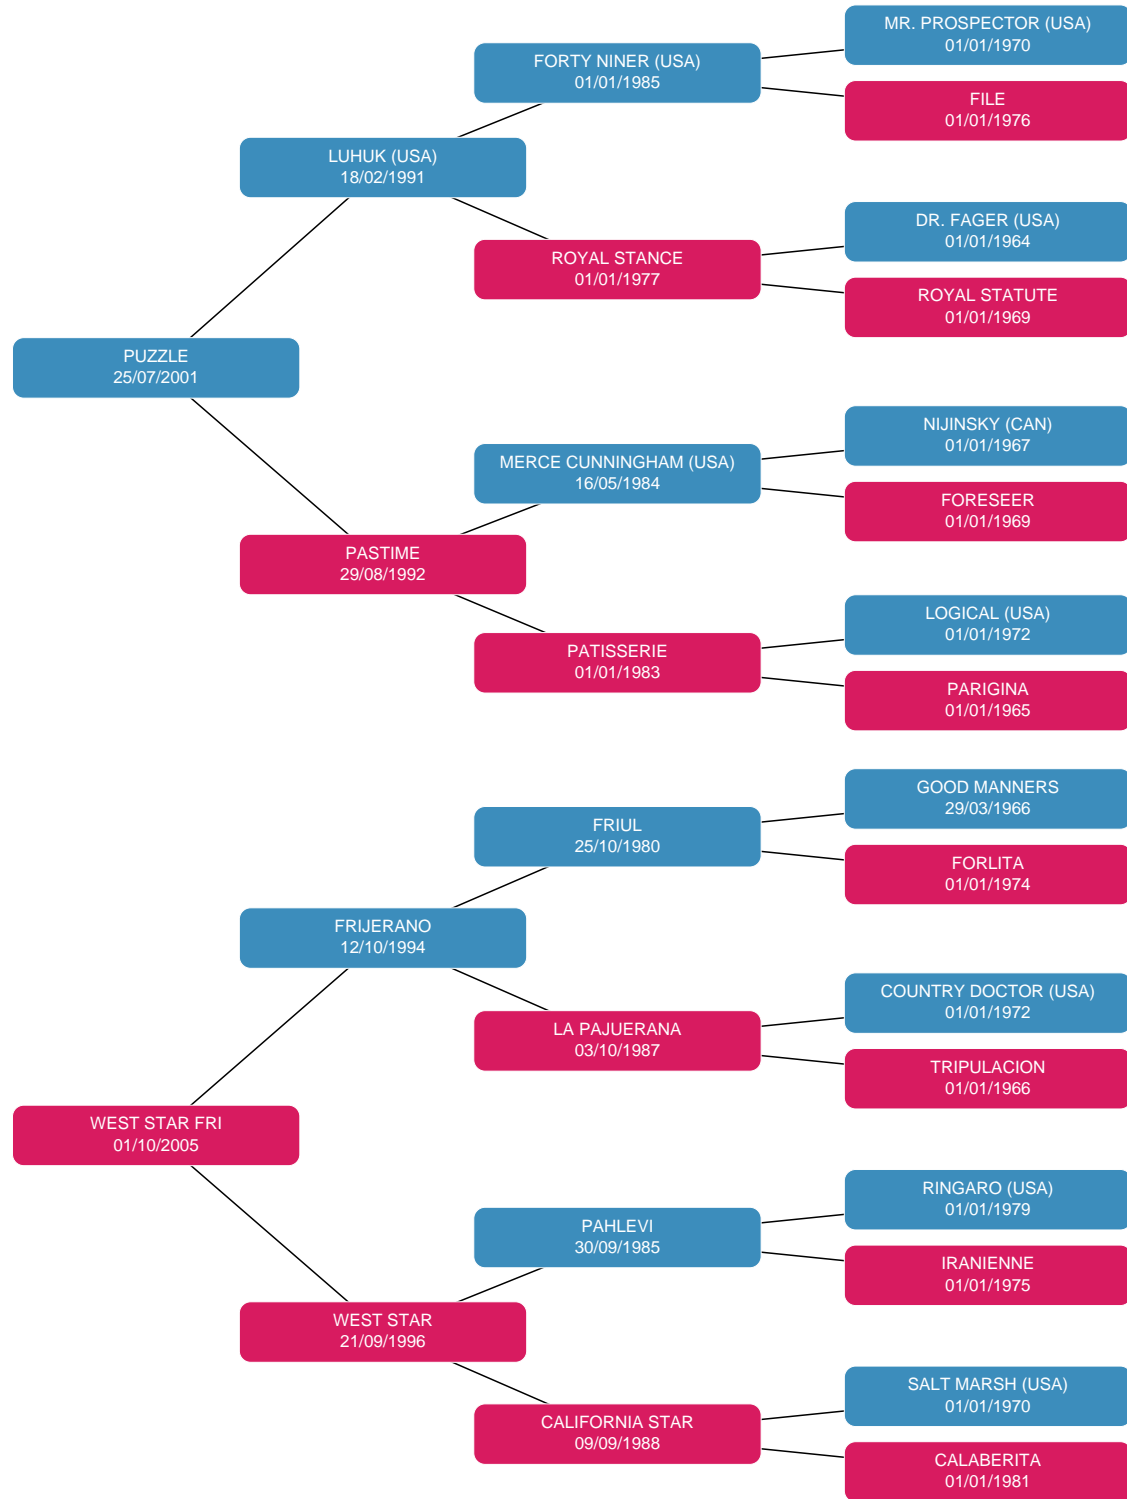 MR. PROSPECTOR (USA)
01/01/1970
FORTY NINER (USA)
01/01/1985
FILE
01/01/1976
LUHUK (USA)
18/02/1991
DR. FAGER (USA)
01/01/1964
ROYAL STANCE
01/01/1977
ROYAL STATUTE
01/01/1969
PUZZLE
25/07/2001
NIJINSKY (CAN)
01/01/1967
MERCE CUNNINGHAM (USA)
16/05/1984
FORESEER
01/01/1969
PASTIME
29/08/1992
LOGICAL (USA)
01/01/1972
PATISSERIE
01/01/1983
PARIGINA
01/01/1965
GOOD MANNERS
29/03/1966
FRIUL
25/10/1980
FORLITA
01/01/1974
FRIJERANO
12/10/1994
COUNTRY DOCTOR (USA)
01/01/1972
LA PAJUERANA
03/10/1987
TRIPULACION
01/01/1966
WEST STAR FRI
01/10/2005
RINGARO (USA)
01/01/1979
PAHLEVI
30/09/1985
IRANIENNE
01/01/1975
WEST STAR
21/09/1996
SALT MARSH (USA)
01/01/1970
CALIFORNIA STAR
09/09/1988
CALABERITA
01/01/1981